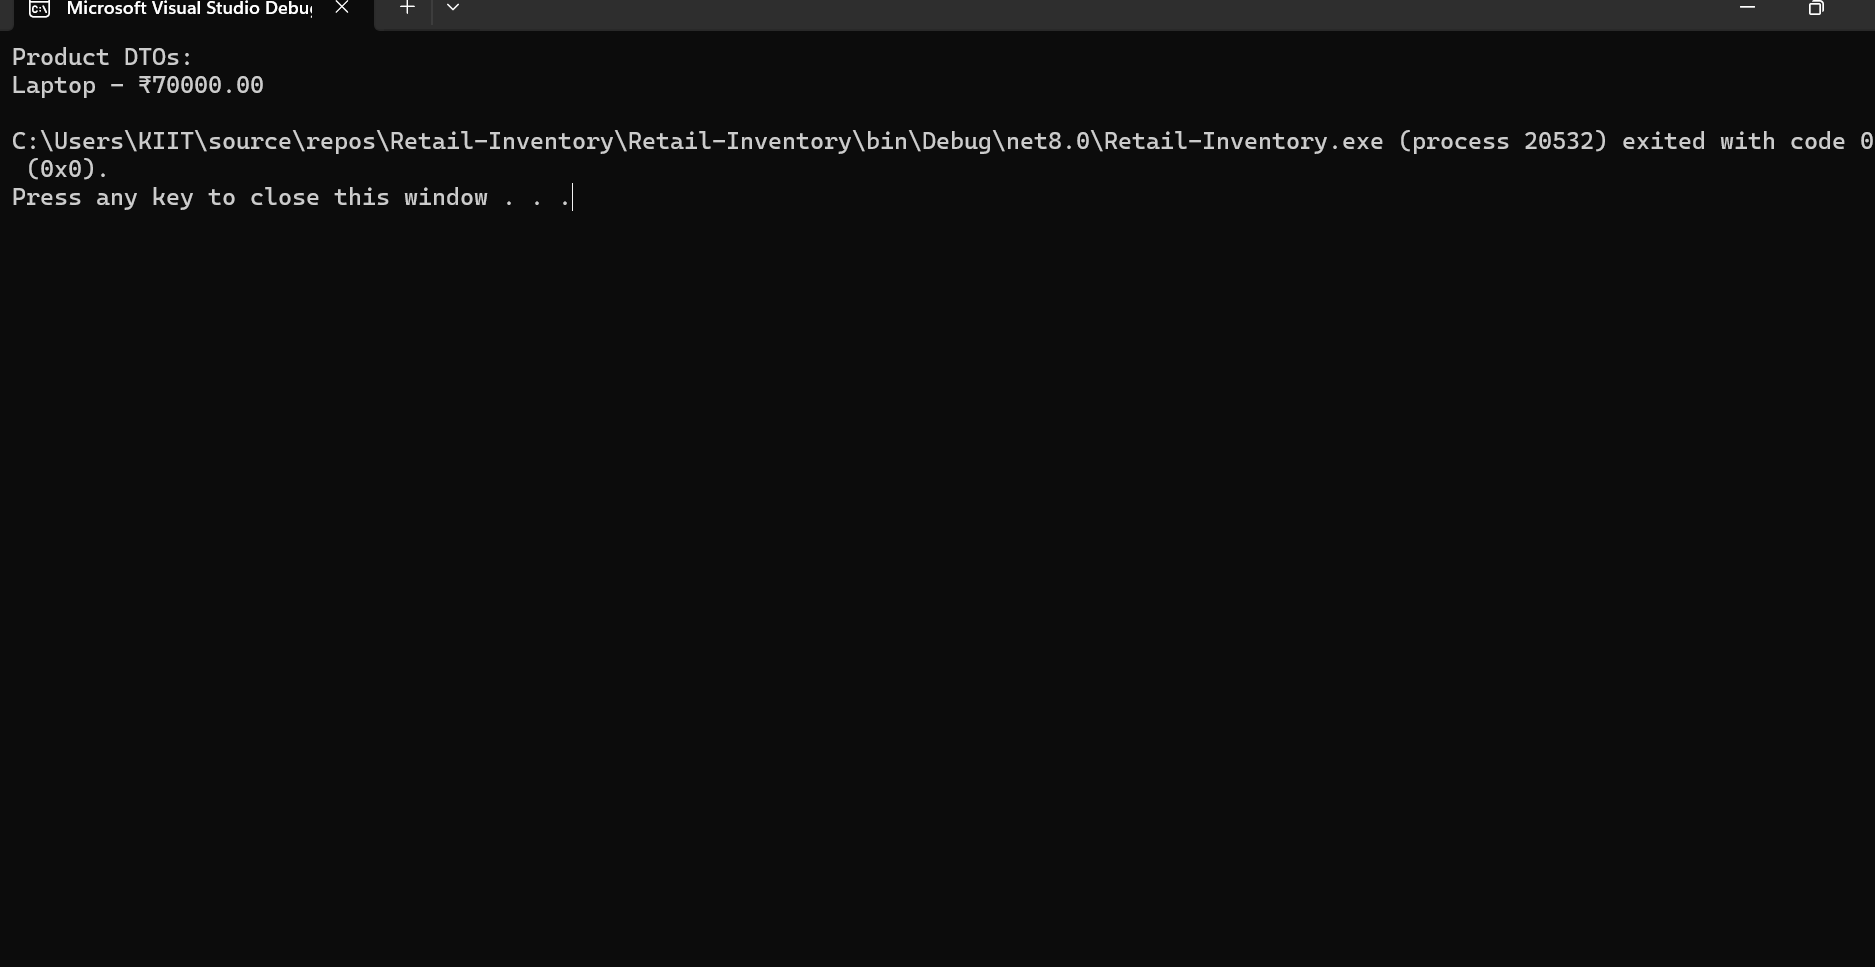 Microsoft Visual Studio Debu
Product DTOs:
Laptop - ₹70000.00
C:\Users\KIIT\source\repos\Retail-Inventory\Retail-Inventory\bin\Debug\net8.0\Retail-Inventory.exe (process 20532) exited with code 0
(0x0).
Press any key to close this window . . .